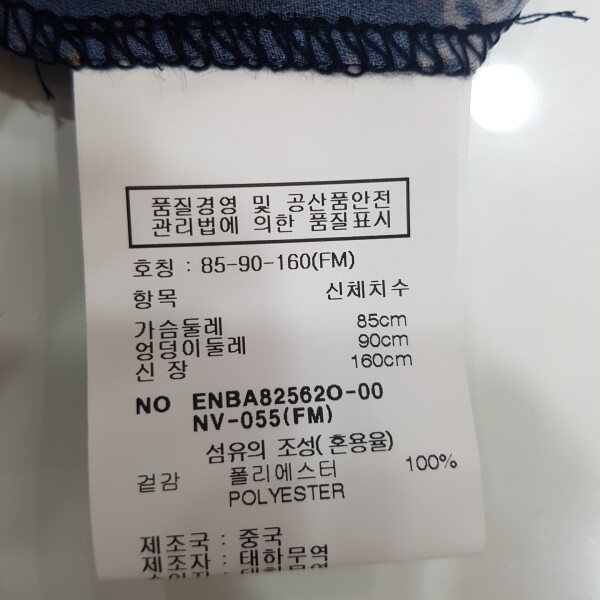 품질경영 및 공산품안전
관리법에 의한 품질표시
호칭 : 85-90-160(FM)
항목 신체치수
가슴둘레 85cm
엉덩이둘레 90cm
신 장 160cm
NO ENBA82562O-00
NV-055(FM)
섬유의 조성( 혼용율)
겉감 폴리에스터 100%
POLYESTER
제조국 : 중국
제조자 : 태하무역